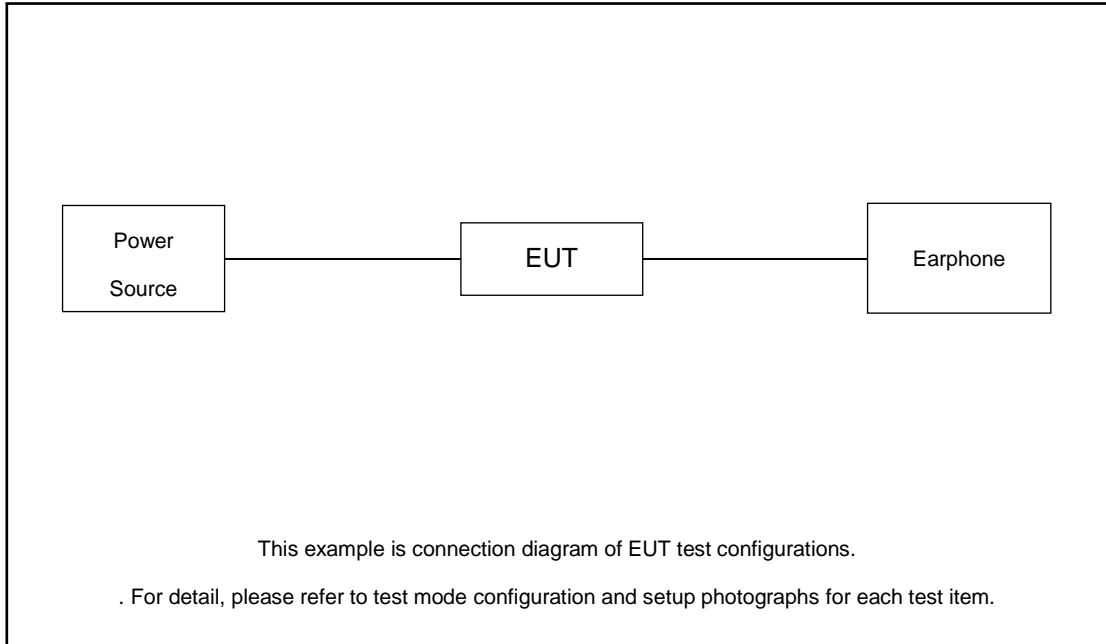 Power
Source
EUT
Earphone
This example is connection diagram of EUT test configurations.
. For detail, please refer to test mode configuration and setup photographs for each test item.